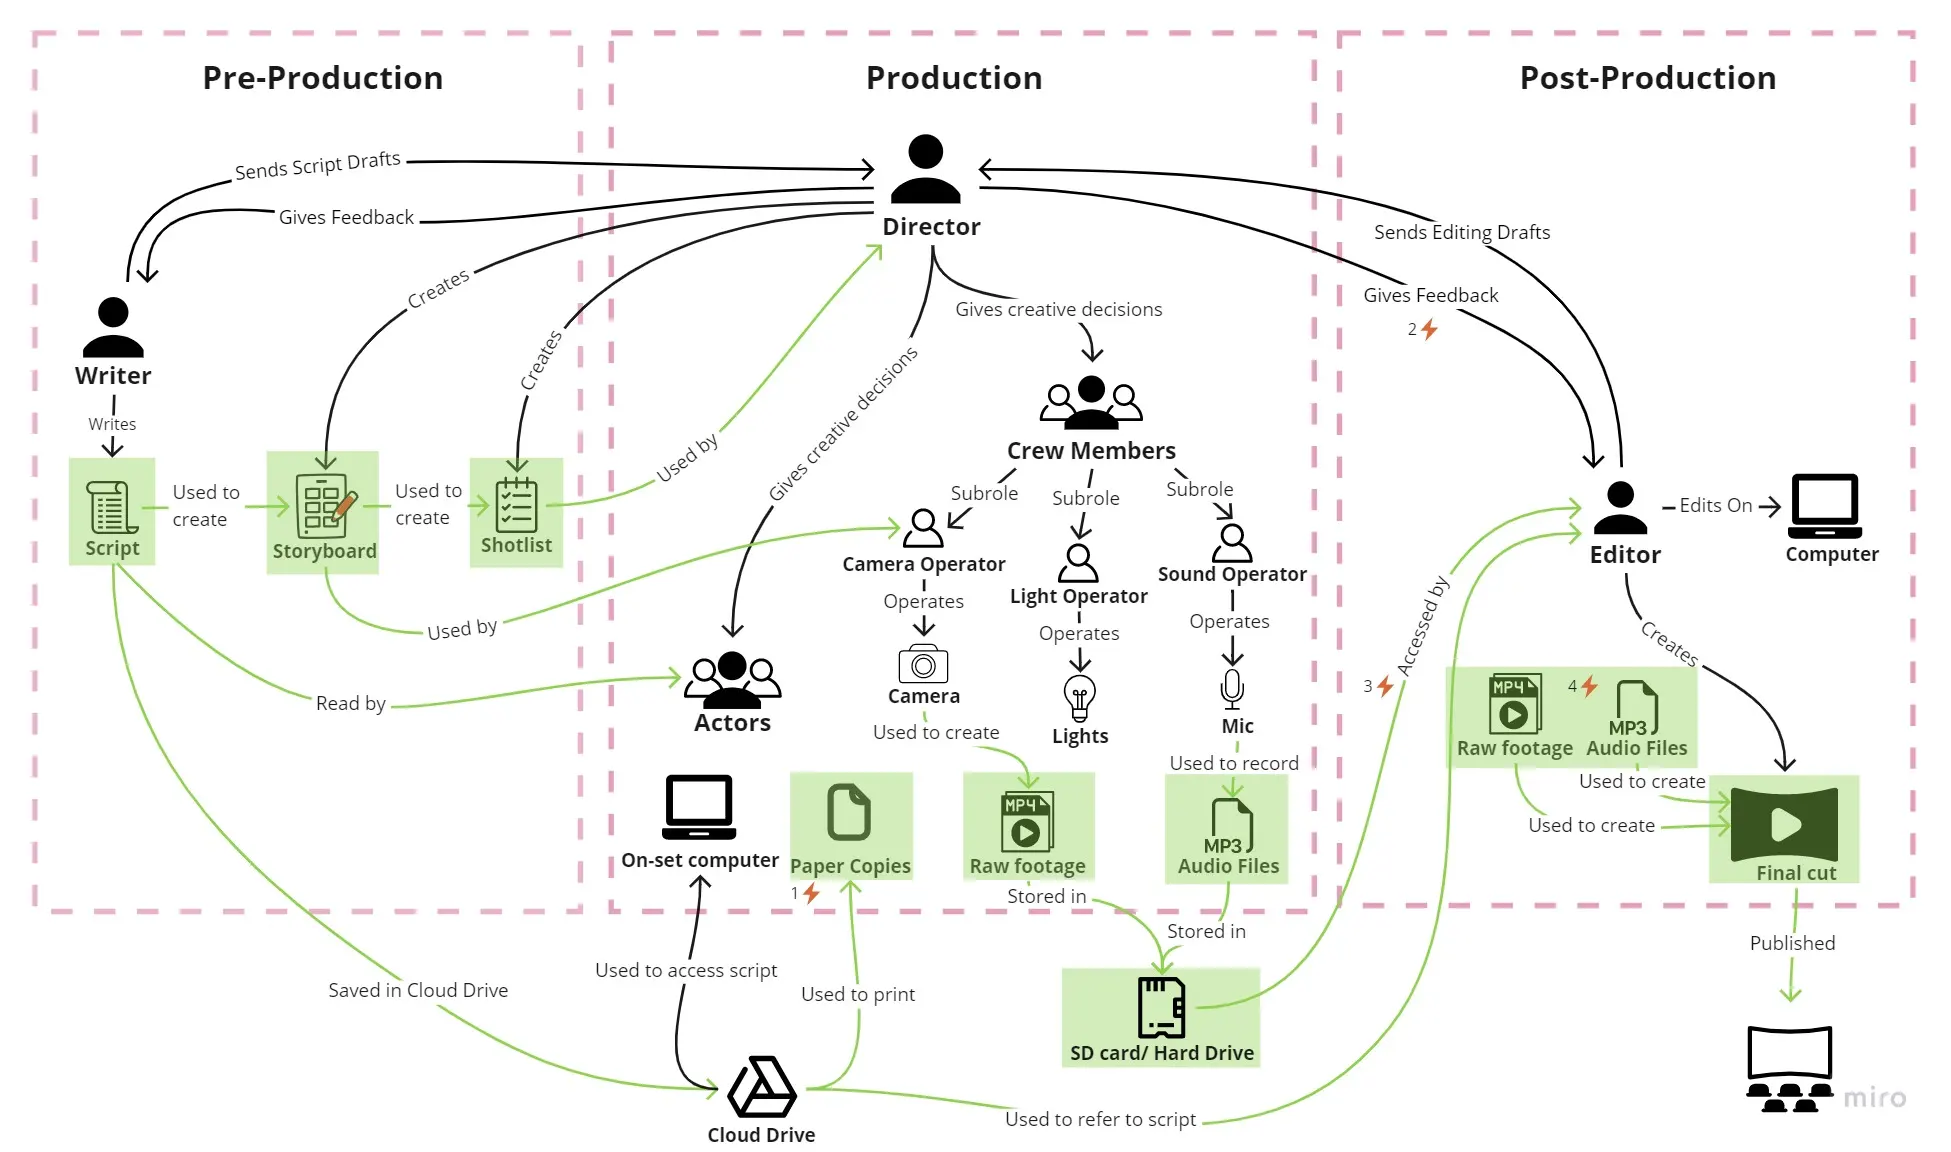 Pre-Production
Production
Post-Production
Sends Script Drafts
Gives Feedback
Director
Sends Editing Drafts
Creates
Gives creative decisions
Gives Feedback
2
Writer
Creates
Gives creative decisions
Writes
Crew Members
Used by
Subrole
Subrole
Subrole
Used to
create
Used to
create
Edits On
Script
Storyboard
Shotlist
Camera Operator
Light Operator
Sound Operator
Editor
Computer
Operates
Operates
Operates
Used by
Accessed by
Creates
Read by
Actors
Camera
Lights
Mic
3
MP4
4
MP3
Raw footage
Audio Files
Used to create
Used to record
Used to create
Used to create
MP4
MP3
On-set computer
Paper Copies
Raw footage
Audio Files
Final cut
1
Stored in
Stored in
Published
Used to access script
Saved in Cloud Drive
Used to print
SD card/ Hard Drive
Used to refer to script
Cloud Drive
miro